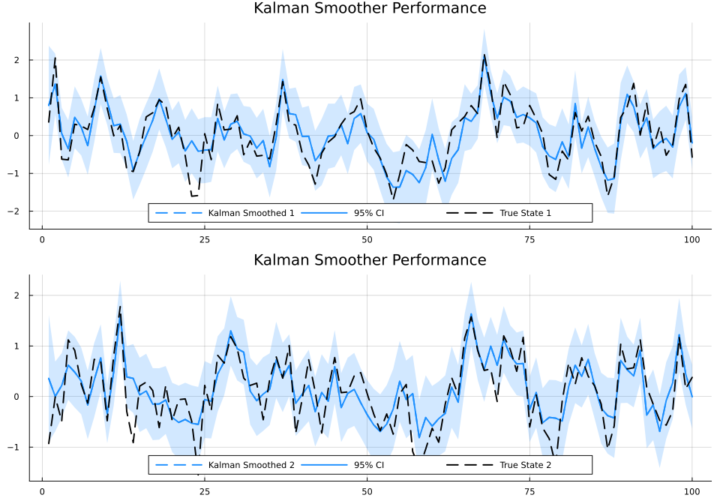 Kalman Smoother Performance
2
1
0
−1
−2
Kalman Smoothed 1 95% CI True State 1
0 25 50 75 100
Kalman Smoother Performance
2
1
0
−1
Kalman Smoothed 2 95% CI True State 2
0 25 50 75 100